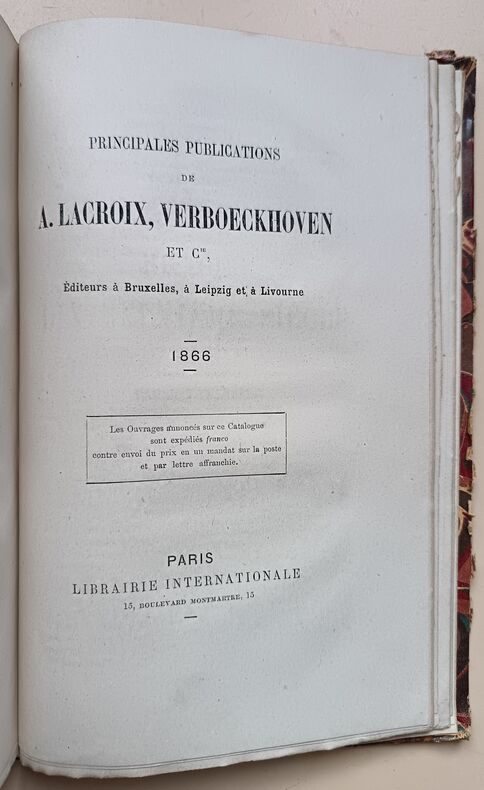 PRINCIPALES PUBLICATIONS
DE
A. LACROIX, VERBOECKHOVEN
ET Cie,
Éditeurs à Bruxelles, à Leipzig et à Livourne
1866
Les Ouvrages annoncés sur ce Catalogue
sont expédiés franco
contre envoi du prix en un mandat sur la poste
et par lettre affranchie.
PARIS
LIBRAIRIE INTERNATIONALE
15, BOULEVARD MONTMARTRE, 15